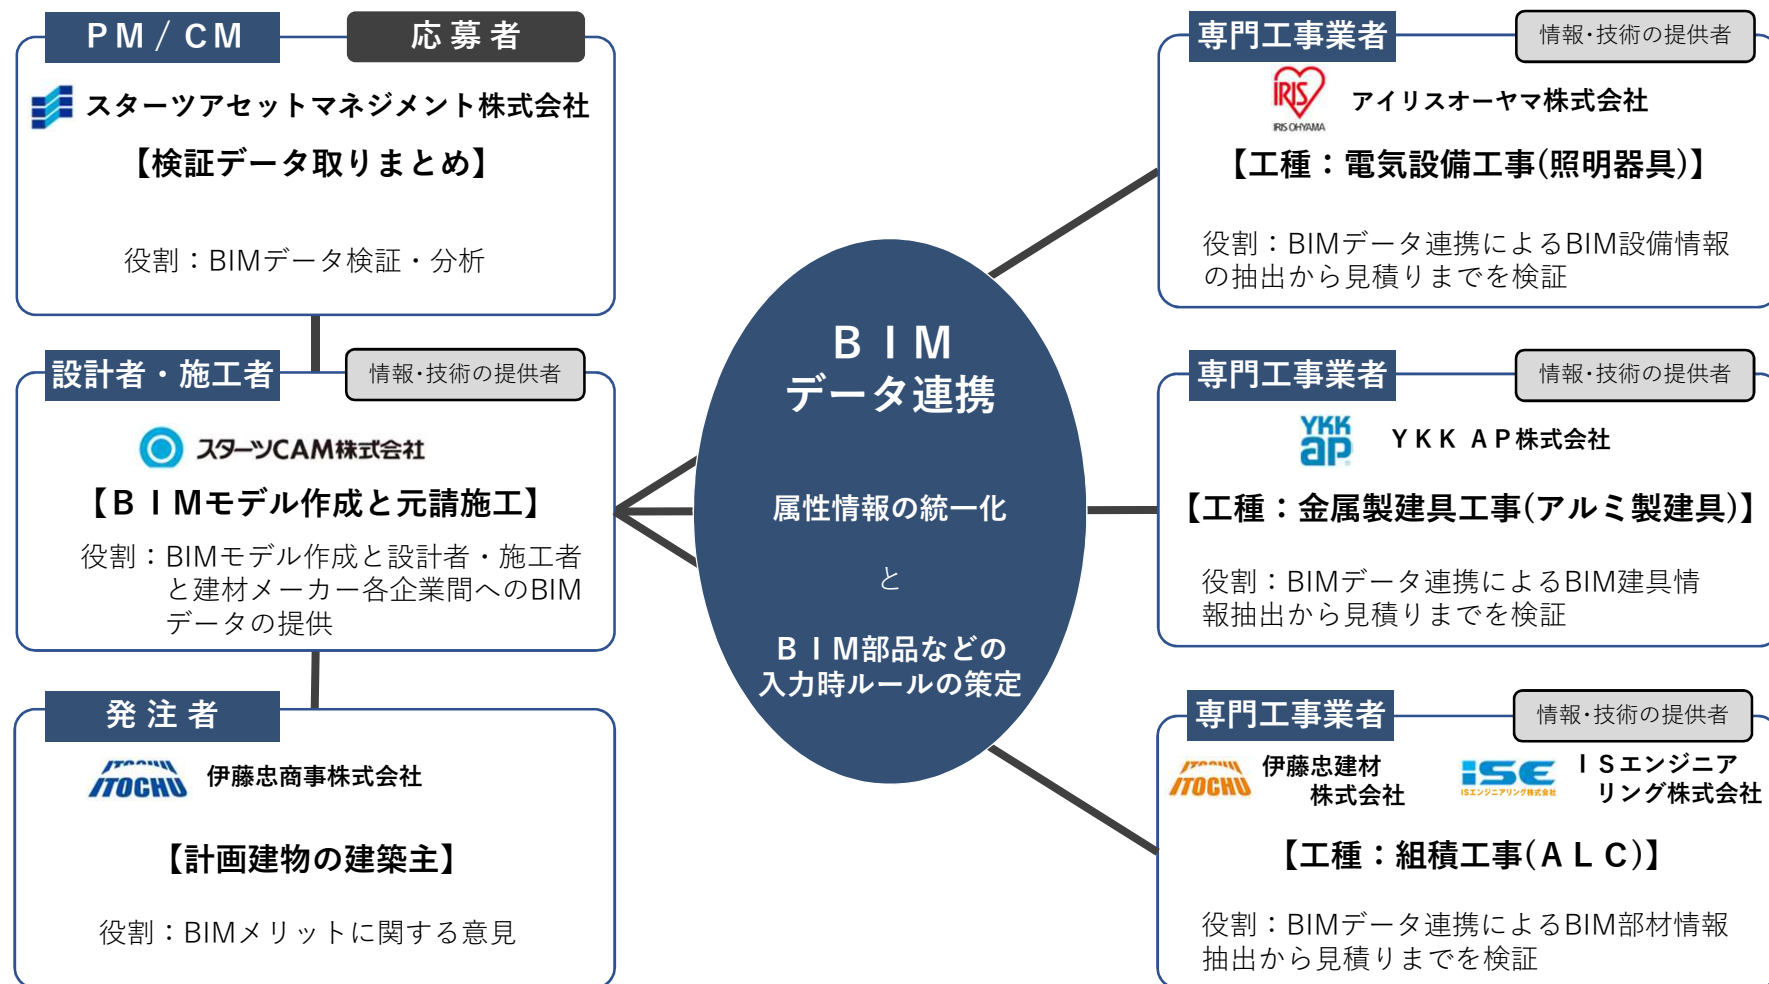 PM / CM
応募者
スターツアセットマネジメント株式会社
【検証データ取りまとめ】
役割：BIMデータ検証・分析
設計者・施工者
情報･技術の提供者
スターツCAM株式会社
【ＢＩＭモデル作成と元請施工】
役割：BIMモデル作成と設計者・施工者
と建材メーカー各企業間へのBIM
データの提供
発注者
ITOCHU
伊藤忠商事株式会社
【計画建物の建築主】
役割：BIMメリットに関する意見
ＢＩＭ
データ連携
属性情報の統一化
と
ＢＩＭ部品などの
入力時ルールの策定
専門工事業者
情報･技術の提供者
IRIS
IRIS OHYAMA
アイリスオーヤマ株式会社
【工種：電気設備工事(照明器具)】
役割：BIMデータ連携によるBIM設備情報
の抽出から見積りまでを検証
専門工事業者
情報･技術の提供者
YKK
ap
ＹＫＫ ＡＰ株式会社
【工種：金属製建具工事(アルミ製建具)】
役割：BIMデータ連携によるBIM建具情
報抽出から見積りまでを検証
専門工事業者
情報･技術の提供者
ITOCHU
伊藤忠建材
株式会社
ISE
ISエンジニアリング株式会社
ＩＳエンジニア
リング株式会社
【工種：組積工事(ＡＬＣ)】
役割：BIMデータ連携によるBIM部材情報
抽出から見積りまでを検証